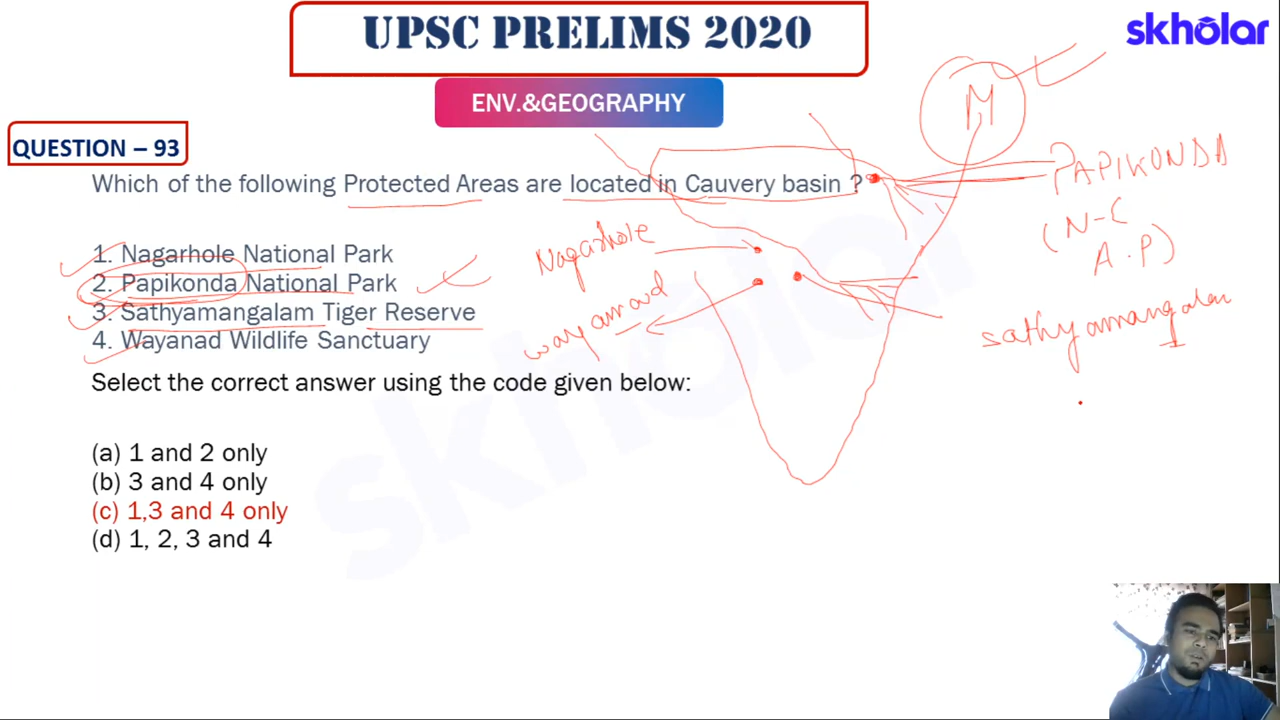 UPSC PRELIMS 2020
skholar
ENV.&GEOGRAPHY
QUESTION – 93
Which of the following Protected Areas are located in Cauvery basin ?
1. Nagarhole National Park
2. Papikonda National Park
3. Sathyamangalam Tiger Reserve
4. Wayanad Wildlife Sanctuary
Select the correct answer using the code given below:
(a) 1 and 2 only
(b) 3 and 4 only
(c) 1,3 and 4 only
(d) 1, 2, 3 and 4
M
PAPIKONDA
(N-C
A.P)
Nagarhole
wayanad
skholar